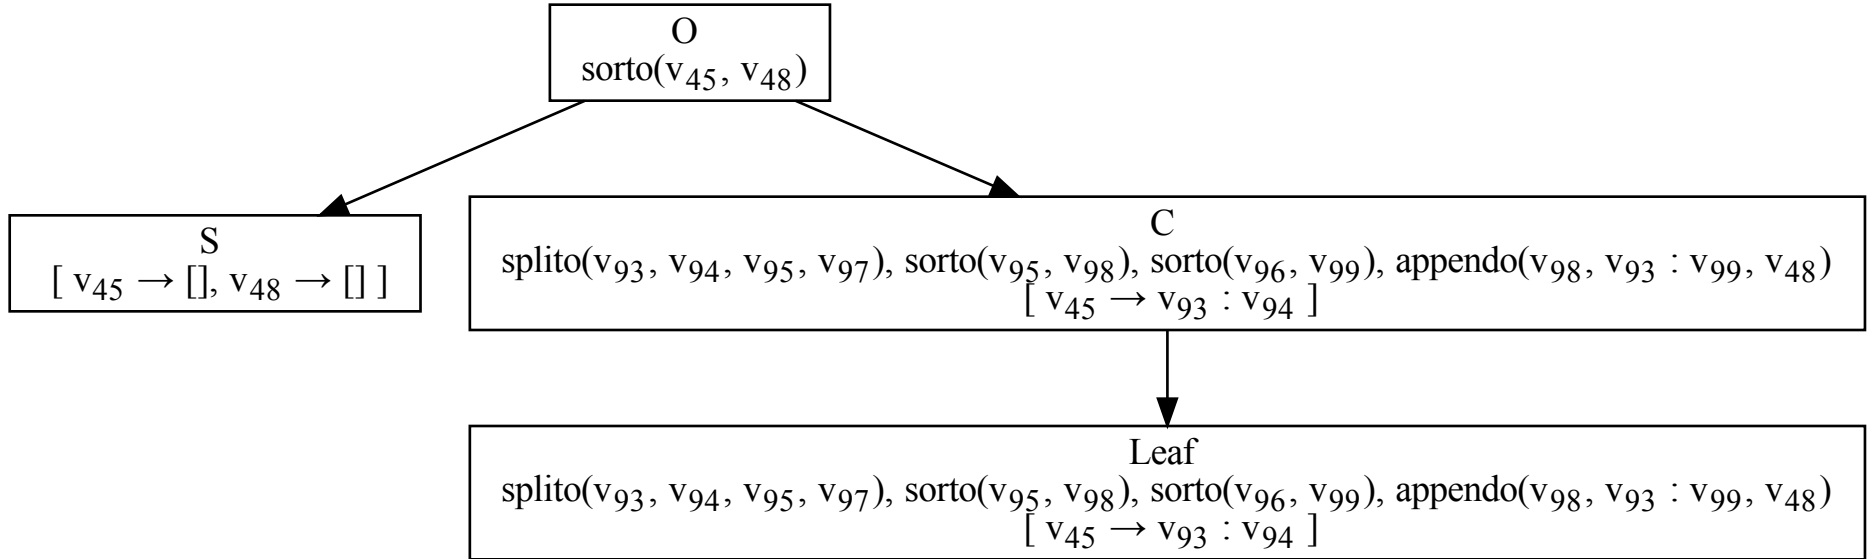 O
sorto(v45, v48)
S
[ v45 → [], v48 → [] ]
C
splito(v93, v94, v95, v97), sorto(v95, v98), sorto(v96, v99), appendo(v98, v93 : v99, v48)
[ v45 → v93 : v94 ]
Leaf
splito(v93, v94, v95, v97), sorto(v95, v98), sorto(v96, v99), appendo(v98, v93 : v99, v48)
[ v45 → v93 : v94 ]